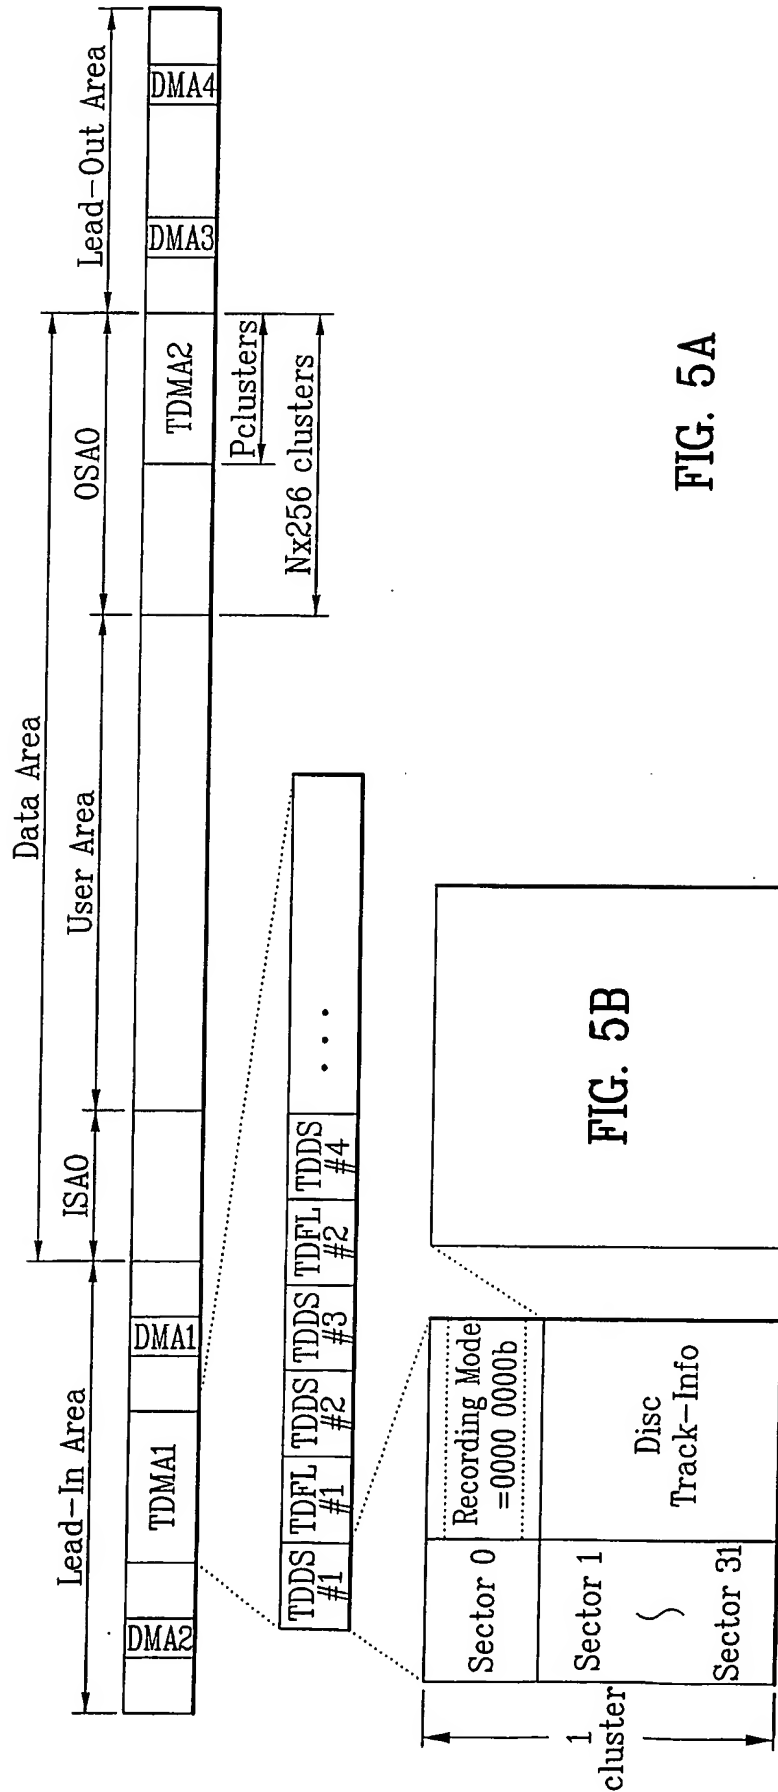 Data Area
Lead-In Area
ISA0
User Area
OSA0
Lead-Out Area
DMA2
TDMA1
DMA1
TDMA2
DMA3
DMA4
Pclusters
Nx256 clusters
TDDS
#1
TDFL
#1
TDDS
#2
TDDS
#3
TDFL
#2
TDDS
#4
...
1
cluster
Sector 0
Recording Mode
=0000 0000b
Sector 1
~
Sector 31
Disc
Track-Info
FIG. 5B
FIG. 5A